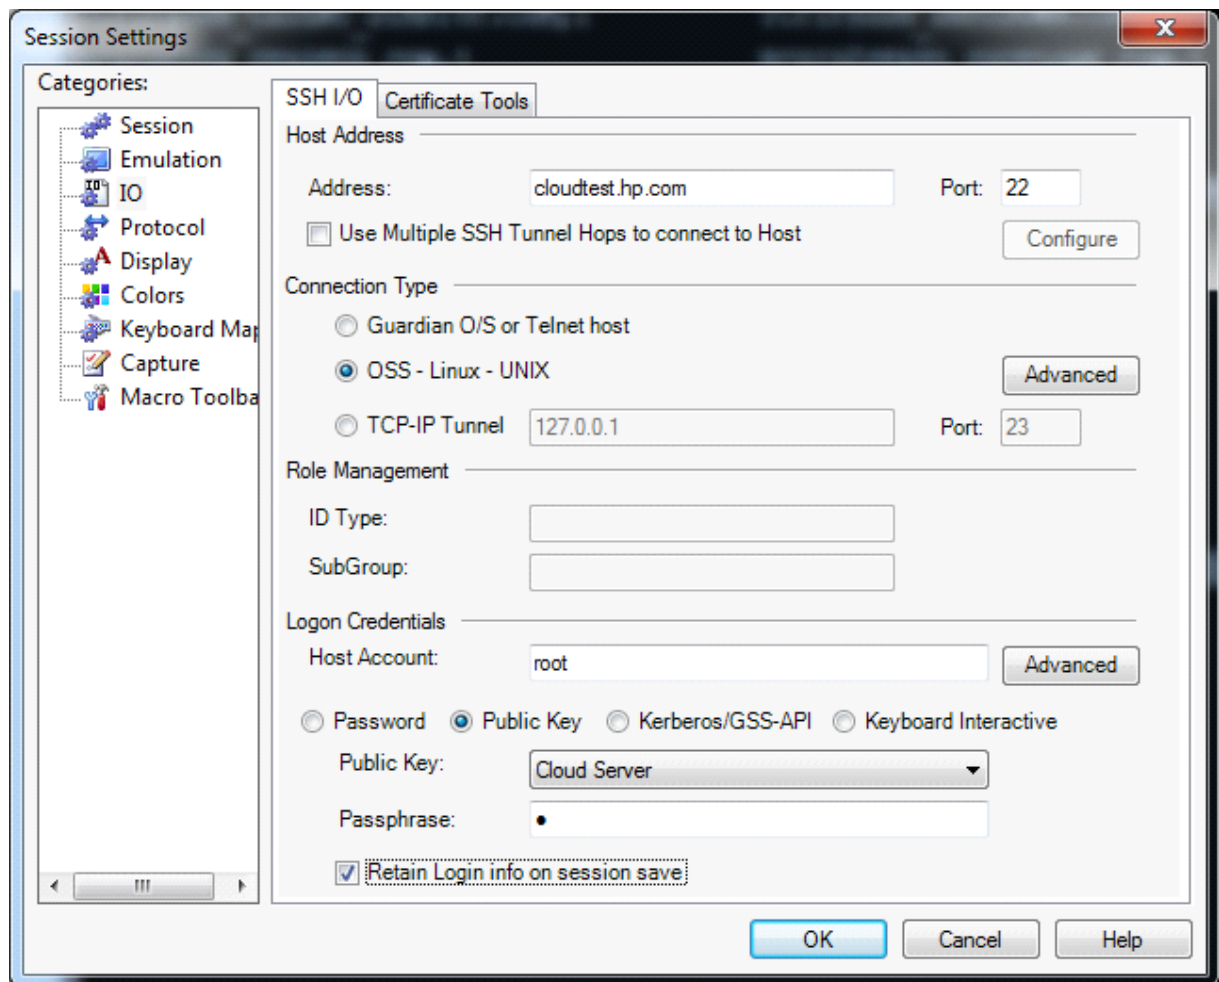 Session Settings
X
Categories:
Session
Emulation
IO
Protocol
Display
Colors
Keyboard Map
Capture
Macro Toolba
SSH I/O Certificate Tools
Host Address
Address: cloudtest.hp.com Port: 22
Use Multiple SSH Tunnel Hops to connect to Host Configure
Connection Type
Guardian O/S or Telnet host
OSS - Linux - UNIX Advanced
TCP-IP Tunnel 127.0.0.1 Port: 23
Role Management
ID Type:
SubGroup:
Logon Credentials
Host Account: root Advanced
Password Public Key Kerberos/GSS-API Keyboard Interactive
Public Key: Cloud Server
Passphrase: ●
Retain Login info on session save
OK Cancel Help